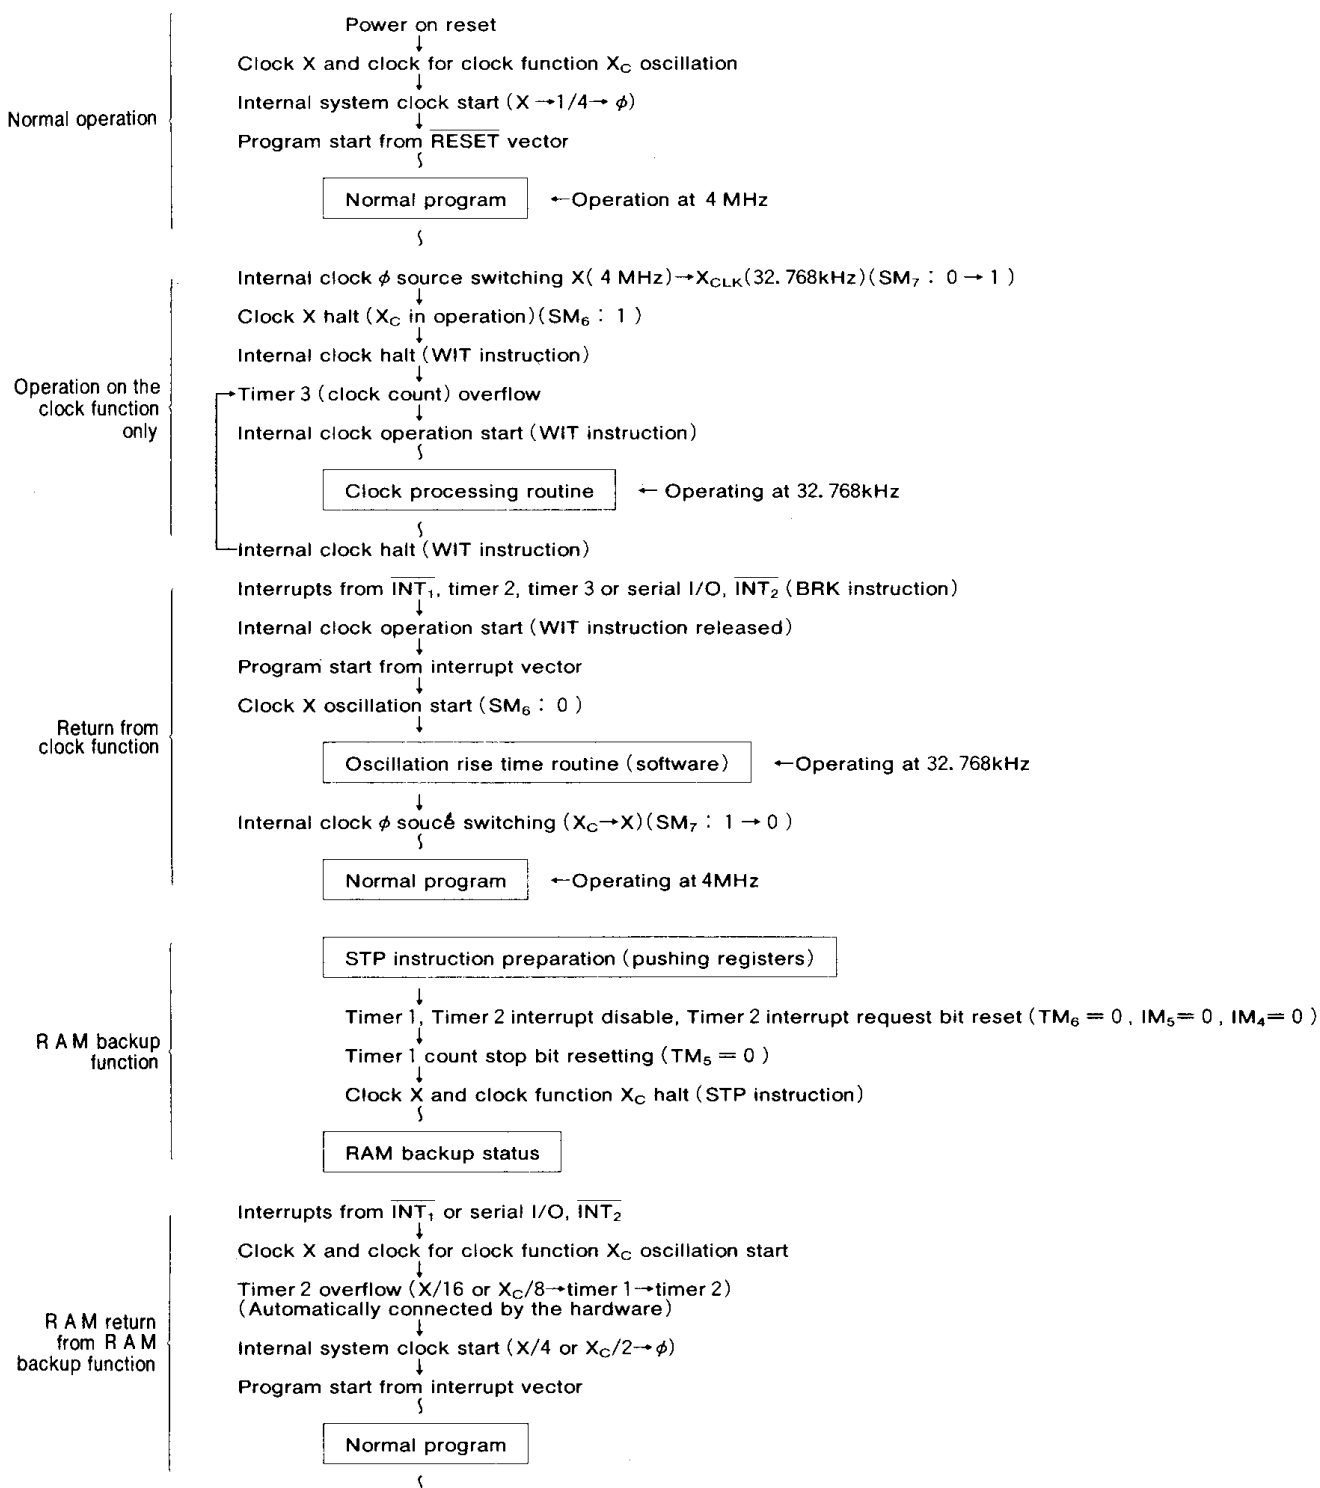 Power on reset
↓
Clock X and clock for clock function X_C oscillation
↓
Internal system clock start (X→1/4→ φ)
↓
Normal operation
Program start from R̅E̅S̅E̅T̅ vector
Normal program ←Operation at 4 MHz
Internal clock φ source switching X( 4 MHz)→X_CLK(32.768kHz)(SM₇ : 0 → 1 )
↓
Clock X halt (X_C in operation)(SM₆ : 1 )
↓
Internal clock halt (WIT instruction)
↓
Operation on the
clock function
only
Timer 3 (clock count) overflow
↓
Internal clock operation start (WIT instruction)
Clock processing routine ← Operating at 32.768kHz
Internal clock halt (WIT instruction)
Interrupts from I̅N̅T̅₁, timer 2, timer 3 or serial I/O, I̅N̅T̅₂ (BRK instruction)
↓
Internal clock operation start (WIT instruction released)
↓
Program start from interrupt vector
↓
Clock X oscillation start (SM₆ : 0 )
↓
Return from
clock function
Oscillation rise time routine (software) ←Operating at 32.768kHz
↓
Internal clock φ souce switching (X_C→X)(SM₇ : 1 → 0 )
Normal program ←Operating at 4MHz
STP instruction preparation (pushing registers)
↓
Timer 1, Timer 2 interrupt disable, Timer 2 interrupt request bit reset (TM₆ = 0 , IM₅= 0 , IM₄= 0 )
↓
R A M backup
function
Timer 1 count stop bit resetting (TM₅ = 0 )
↓
Clock X and clock function X_C halt (STP instruction)
RAM backup status
Interrupts from I̅N̅T̅₁ or serial I/O, I̅N̅T̅₂
↓
Clock X and clock for clock function X_C oscillation start
↓
Timer 2 overflow (X/16 or X_C/8→timer 1→timer 2)
(Automatically connected by the hardware)
↓
R A M return
from R A M
backup function
Internal system clock start (X/4 or X_C/2→φ)
↓
Program start from interrupt vector
Normal program